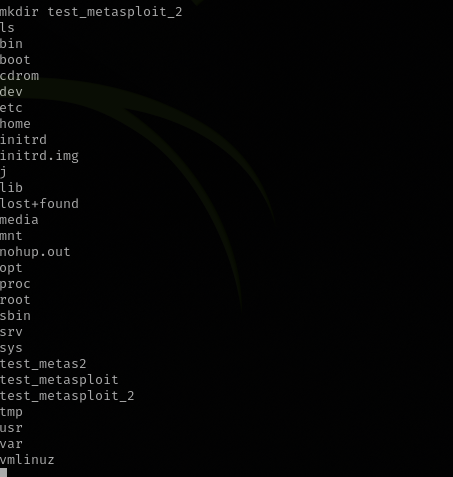 mkdir test_metasploit_2
ls
bin
boot
cdrom
dev
etc
home
initrd
initrd.img
j
lib
lost+found
media
mnt
nohup.out
opt
proc
root
sbin
srv
sys
test_metas2
test_metasploit
test_metasploit_2
tmp
usr
var
vmlinuz